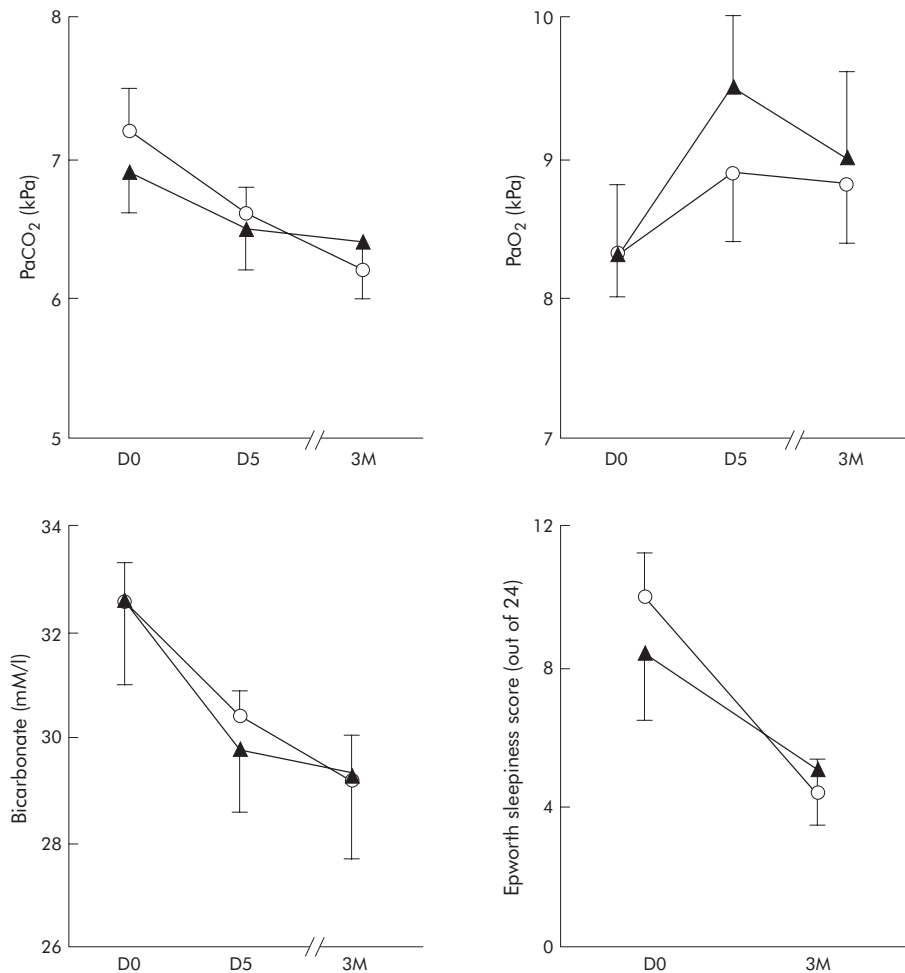 8
7
6
5
PaCO₂ (kPa)
D0
D5
3M
10
9
8
7
PaO₂ (kPa)
D0
D5
3M
34
32
30
28
26
Bicarbonate (mM/l)
D0
D5
3M
12
8
4
0
Epworth sleepiness score (out of 24)
D0
3M